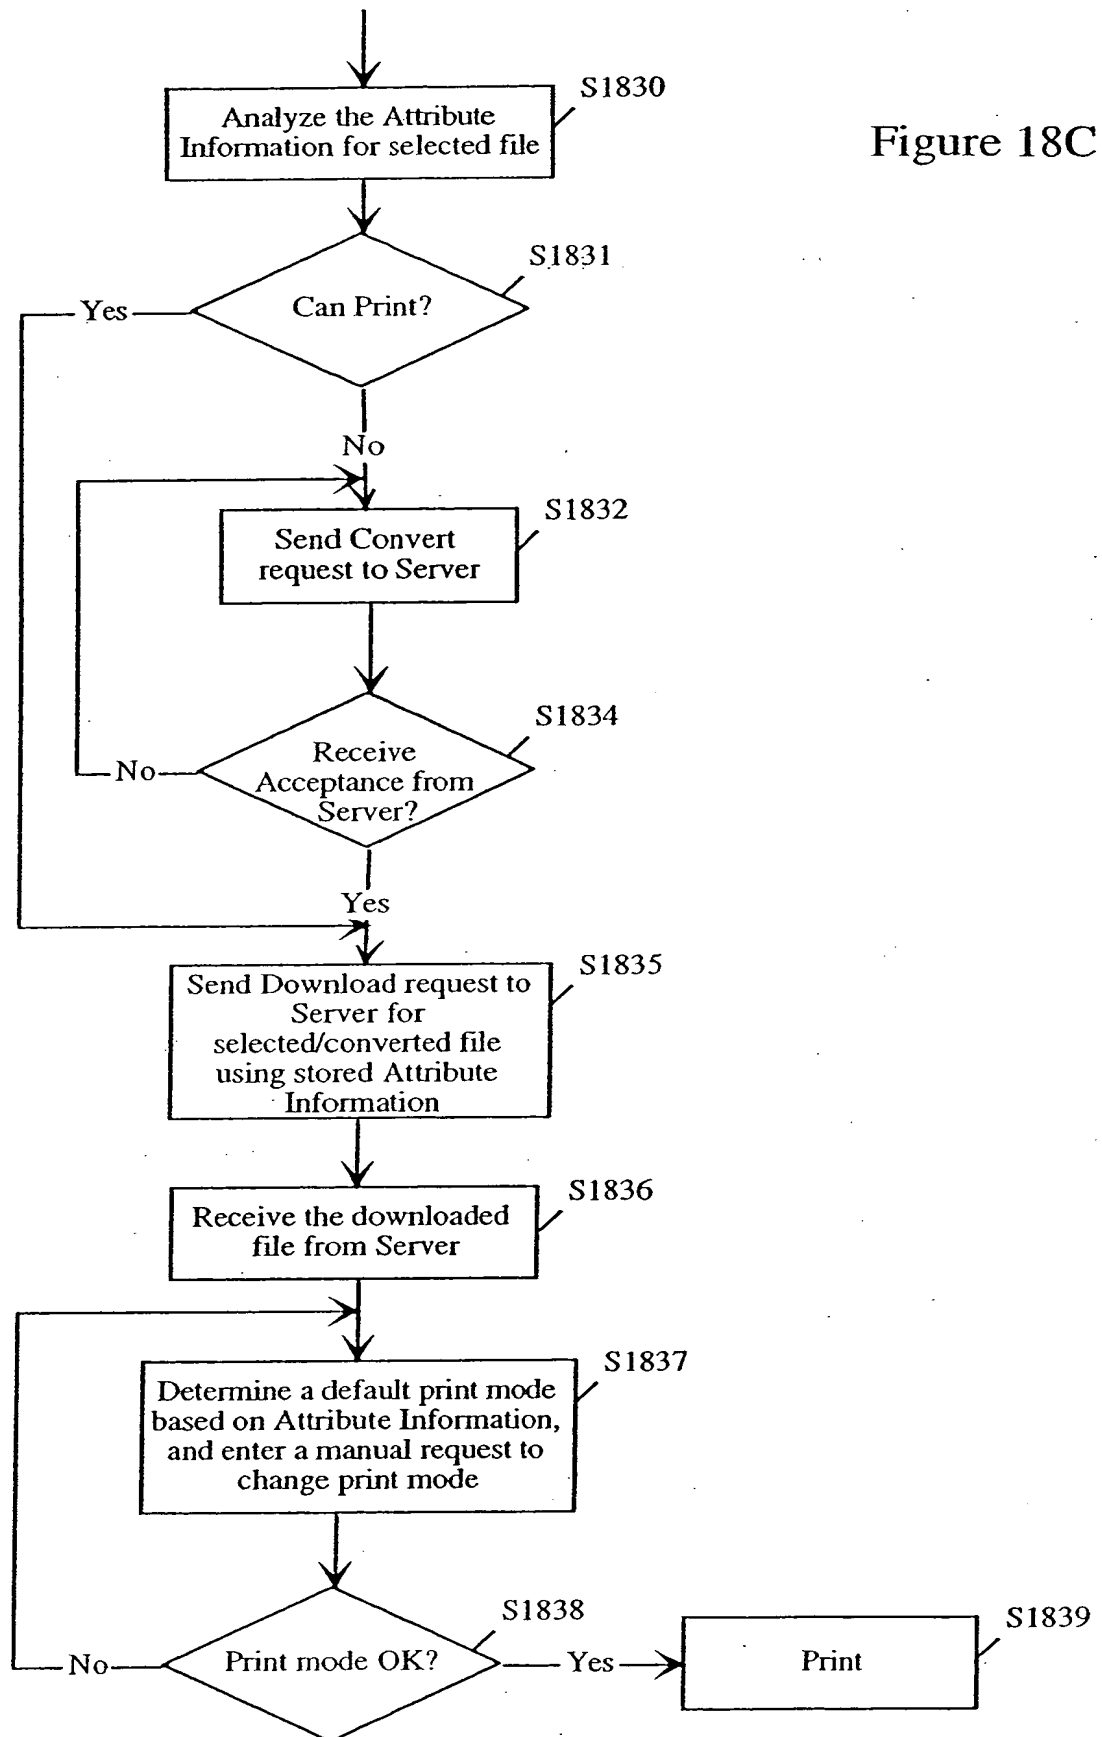 S1830
Analyze the Attribute
Information for selected file
Figure 18C
S1831
Can Print?
Yes
No
S1832
Send Convert
request to Server
S1834
Receive
Acceptance from
Server?
No
Yes
S1835
Send Download request to
Server for
selected/converted file
using stored Attribute
Information
S1836
Receive the downloaded
file from Server
S1837
Determine a default print mode
based on Attribute Information,
and enter a manual request to
change print mode
S1838
Print mode OK?
No
Yes
S1839
Print